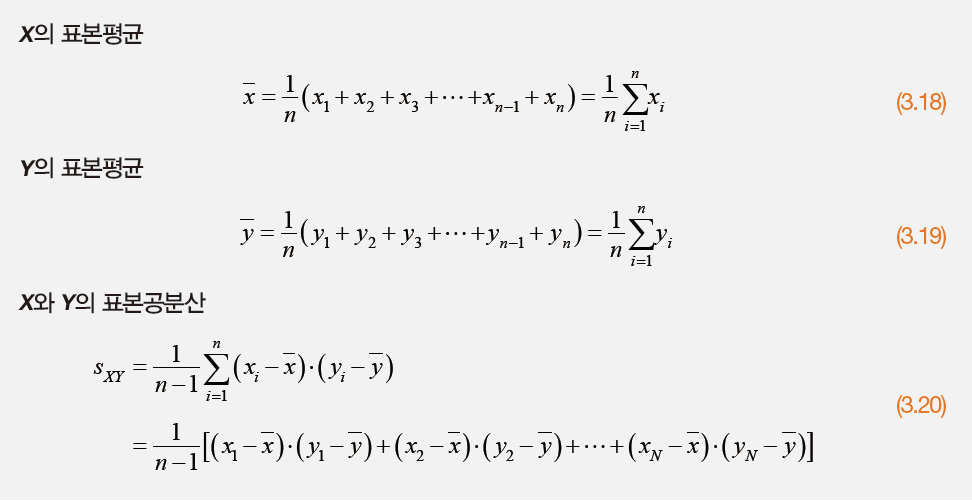 X의 표본평균
x̄ = 1/n (x₁ + x₂ + x₃ + ⋯ + xₙ₋₁ + xₙ) = 1/n ∑ᵢ₌₁ⁿ xᵢ (3.18)
Y의 표본평균
ȳ = 1/n (y₁ + y₂ + y₃ + ⋯ + yₙ₋₁ + yₙ) = 1/n ∑ᵢ₌₁ⁿ yᵢ (3.19)
X와 Y의 표본공분산
s_XY = 1/(n−1) ∑ᵢ₌₁ⁿ (xᵢ − x̄)·(yᵢ − ȳ)
(3.20)
= 1/(n−1) [(x₁ − x̄)·(y₁ − ȳ) + (x₂ − x̄)·(y₂ − ȳ) + ⋯ + (x_N − x̄)·(y_N − ȳ)]